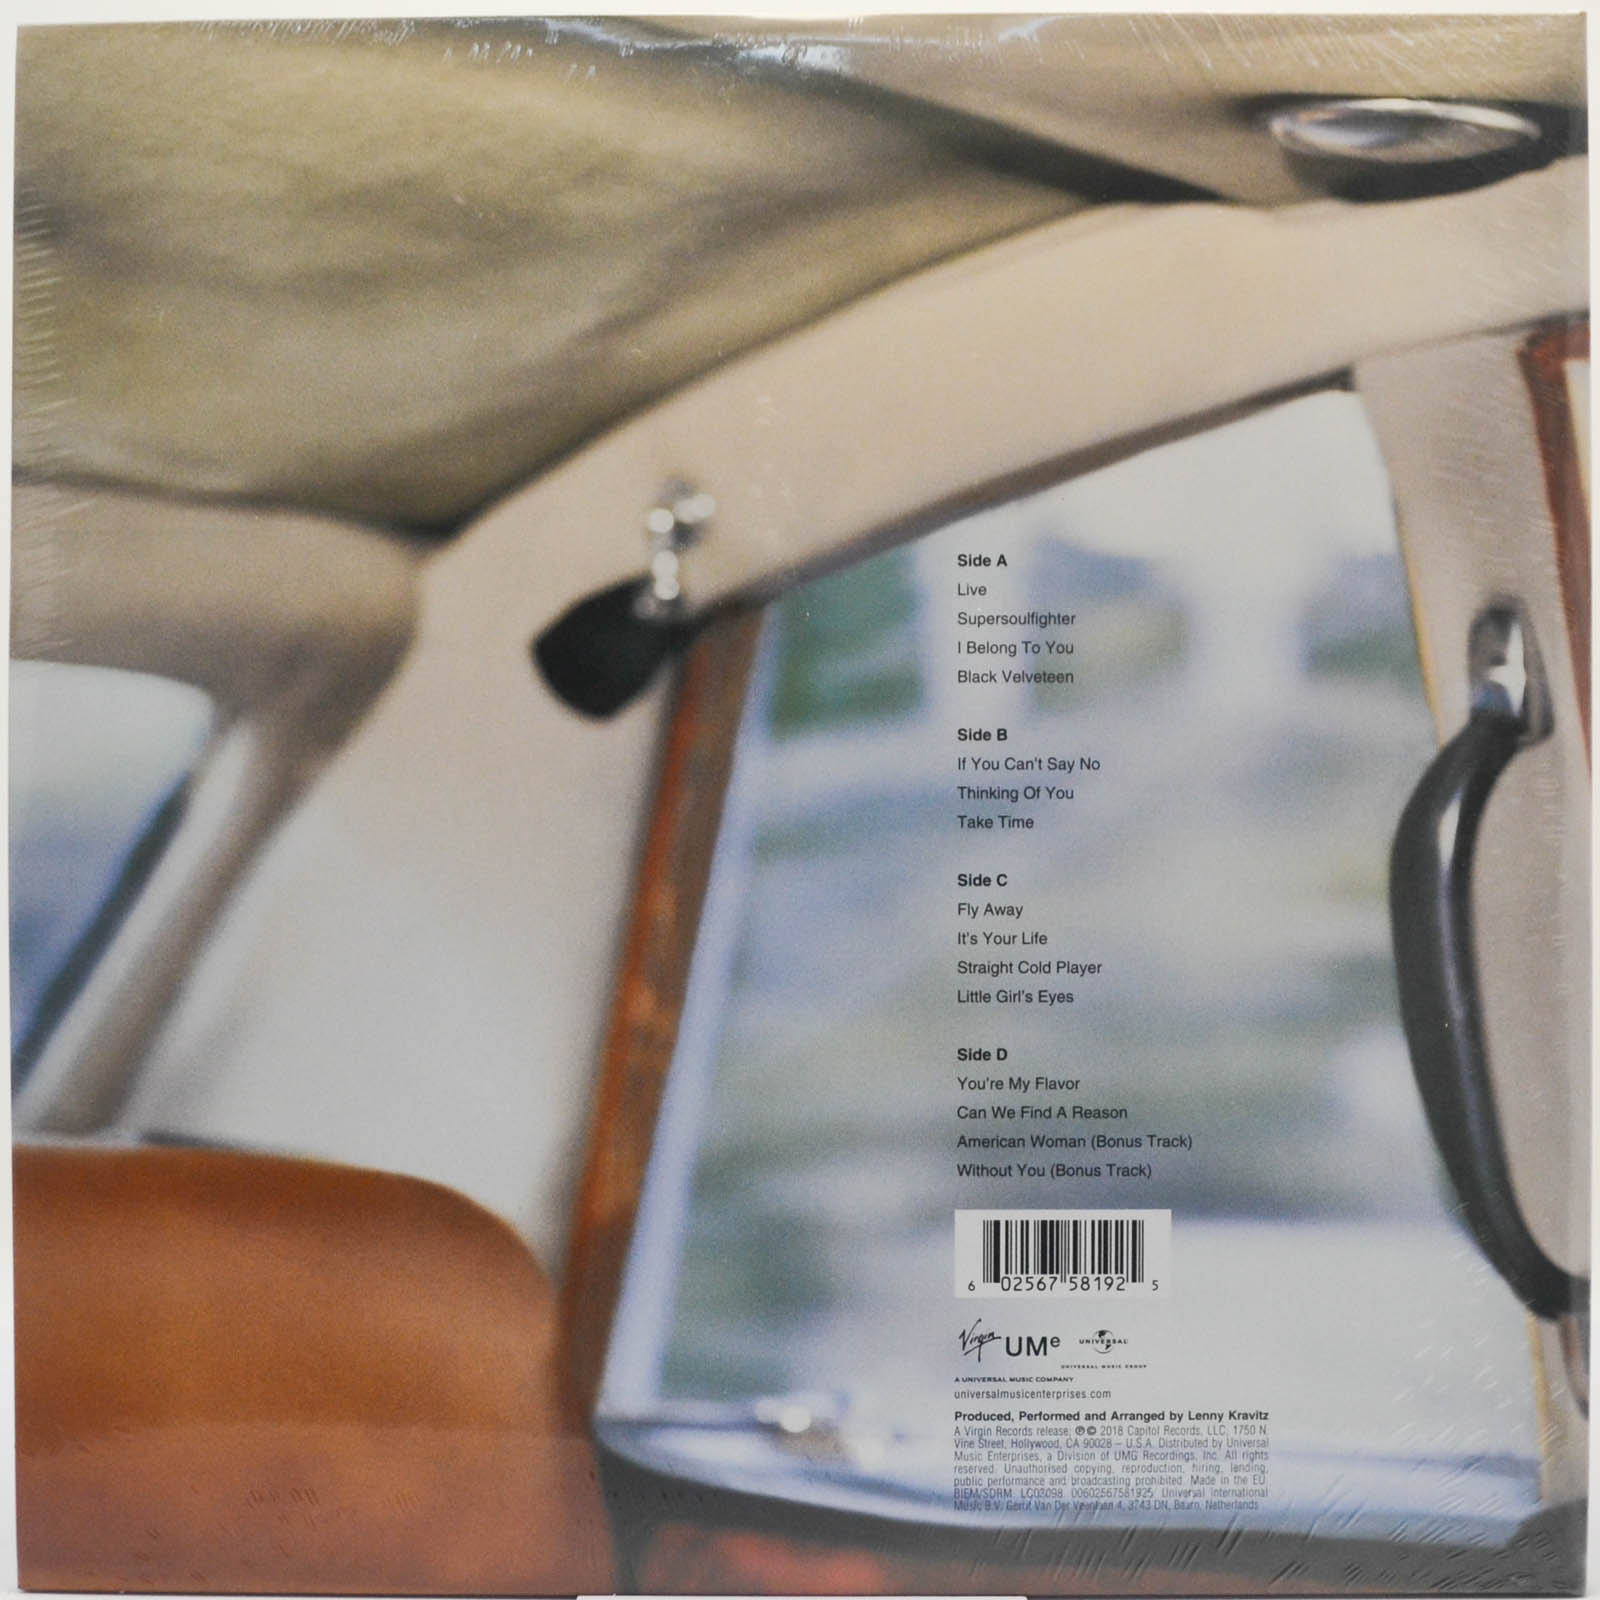 Side A
Live
Supersoulfighter
I Belong To You
Black Velveteen
Side B
If You Can't Say No
Thinking Of You
Take Time
Side C
Fly Away
It's Your Life
Straight Cold Player
Little Girl's Eyes
Side D
You're My Flavor
Can We Find A Reason
American Woman (Bonus Track)
Without You (Bonus Track)
6 02567 58192 5
Virgin UMe UNIVERSAL
UNIVERSAL MUSIC GROUP
A UNIVERSAL MUSIC COMPANY
universalmusicenterprises.com
Produced, Performed and Arranged by Lenny Kravitz
A Virgin Records release; ℗© 2018 Capitol Records, LLC, 1750 N.
Vine Street, Hollywood, CA 90028 – U.S.A. Distributed by Universal
Music Enterprises, a Division of UMG Recordings, Inc. All rights
reserved. Unauthorised copying, reproduction, hiring, lending,
public performance and broadcasting prohibited. Made in the EU.
BIEM/SDRM. LC03098. 00602567581925 Universal International
Music B.V. Gerrit Van Der Veenlaan 4, 3743 DN, Baarn, Netherlands